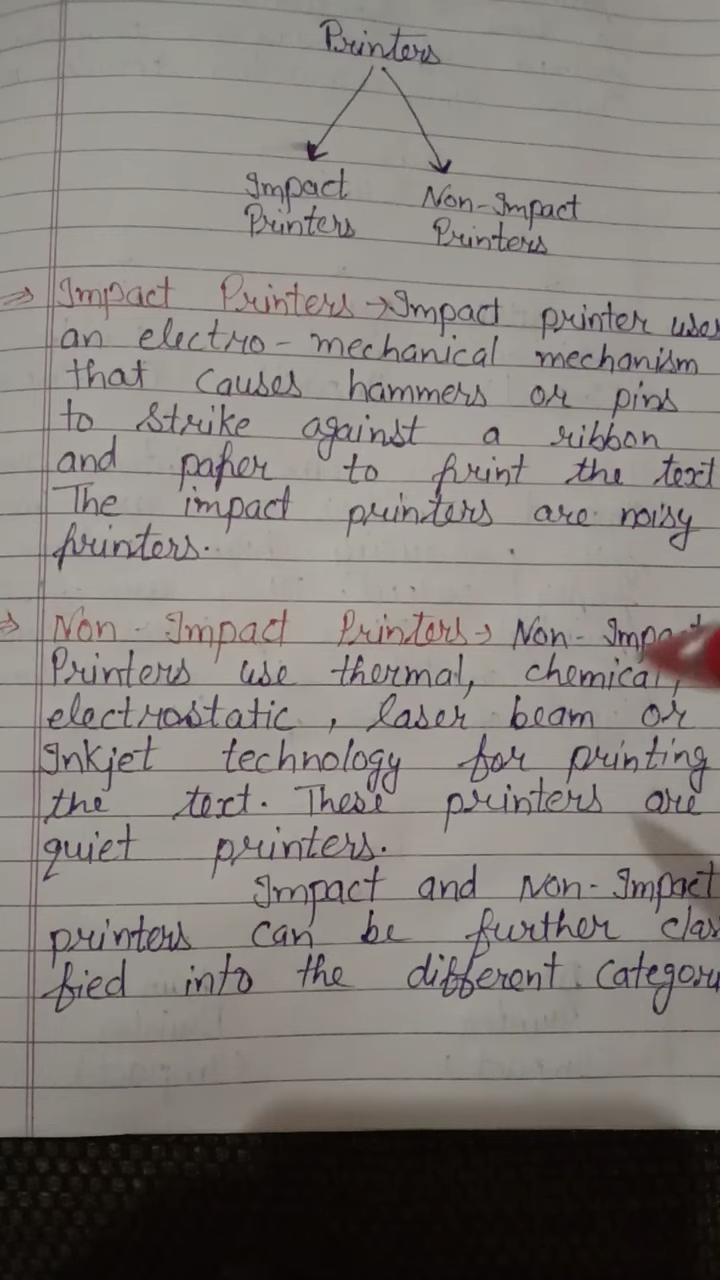 Printers
Impact Non-Impact
Printers Printers
⇒ Impact Printers → Impact printer uses
an electro-mechanical mechanism
that causes hammers or pins
to strike against a ribbon
and paper to print the text
The impact printers are noisy
printers.
⇒ Non-Impact Printers → Non-Impact
Printers use thermal, chemical,
electrostatic, laser beam or
Inkjet technology for printing
the text. These printers are
quiet printers.
Impact and Non-Impact
printers can be further clas
fied into the different category